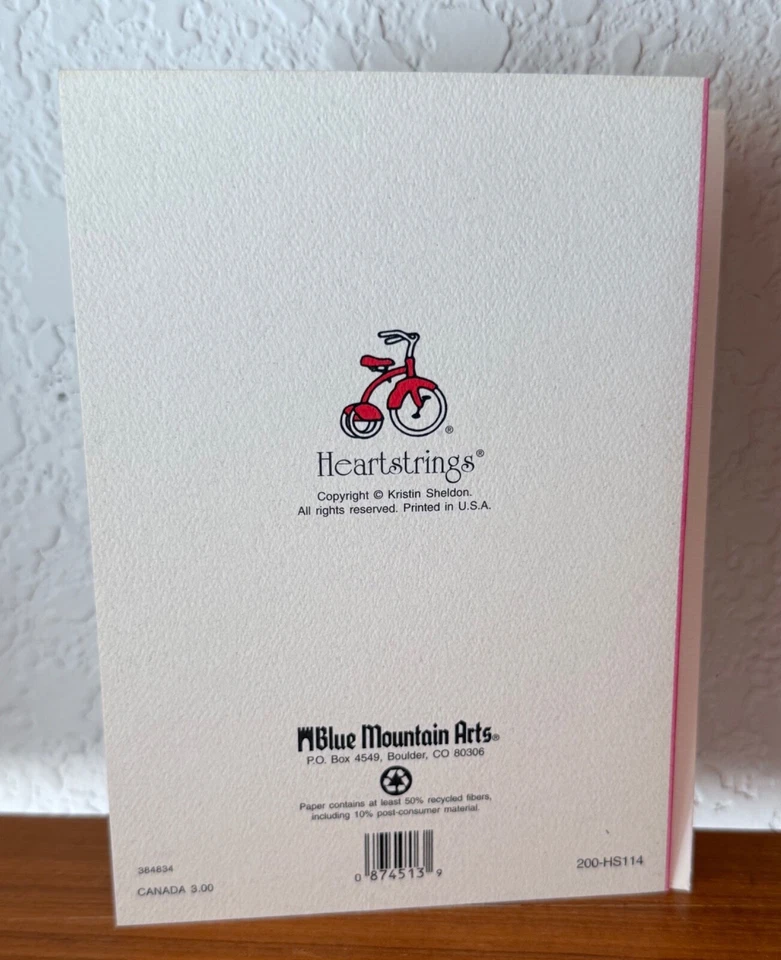 ®
Heartstrings®
Copyright © Kristin Sheldon.
All rights reserved. Printed in U.S.A.
Blue Mountain Arts®
P.O. Box 4549, Boulder, CO 80306
Paper contains at least 50% recycled fibers,
including 10% post-consumer material.
364634
CANADA 3.00
0 874513 9
200-HS114